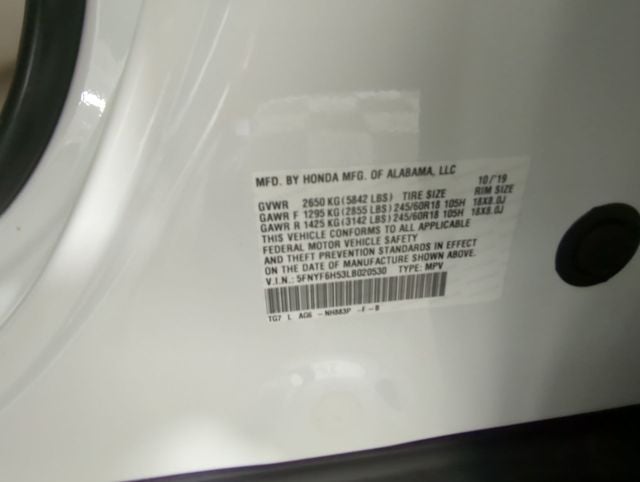 MFD. BY HONDA MFG. OF ALABAMA, LLC 10/'19
GVWR 2650 KG (5842 LBS) TIRE SIZE RIM SIZE
GAWR F 1295 KG (2855 LBS) 245/60R18 105H 18X8.0J
GAWR R 1425 KG (3142 LBS) 245/60R18 105H 18X8.0J
THIS VEHICLE CONFORMS TO ALL APPLICABLE
FEDERAL MOTOR VEHICLE SAFETY
AND THEFT PREVENTION STANDARDS IN EFFECT
ON THE DATE OF MANUFACTURE SHOWN ABOVE.
V.I.N.: 5FNYF6H53LB020530 TYPE: MPV
TG7 L AG6 -NH883P -F -B